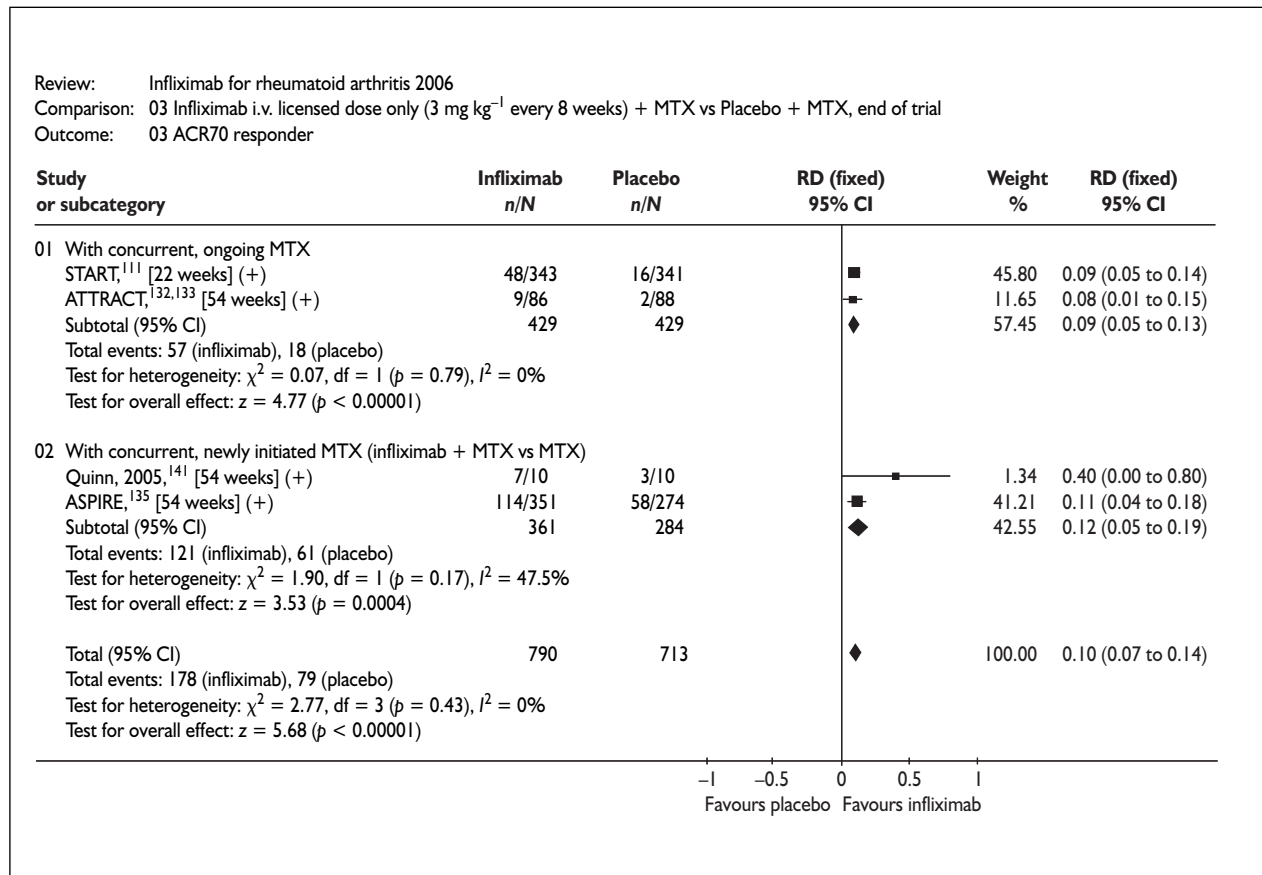 Review: Infliximab for rheumatoid arthritis 2006
Comparison: 03 Infliximab i.v. licensed dose only (3 mg kg⁻¹ every 8 weeks) + MTX vs Placebo + MTX, end of trial
Outcome: 03 ACR70 responder
Study Infliximab Placebo RD (fixed) Weight RD (fixed)
or subcategory n/N n/N 95% CI % 95% CI
01 With concurrent, ongoing MTX
START,¹¹¹ [22 weeks] (+) 48/343 16/341 45.80 0.09 (0.05 to 0.14)
ATTRACT,¹³²,¹³³ [54 weeks] (+) 9/86 2/88 11.65 0.08 (0.01 to 0.15)
Subtotal (95% CI) 429 429 57.45 0.09 (0.05 to 0.13)
Total events: 57 (infliximab), 18 (placebo)
Test for heterogeneity: χ² = 0.07, df = 1 (p = 0.79), I² = 0%
Test for overall effect: z = 4.77 (p < 0.00001)
02 With concurrent, newly initiated MTX (infliximab + MTX vs MTX)
Quinn, 2005,¹⁴¹ [54 weeks] (+) 7/10 3/10 1.34 0.40 (0.00 to 0.80)
ASPIRE,¹³⁵ [54 weeks] (+) 114/351 58/274 41.21 0.11 (0.04 to 0.18)
Subtotal (95% CI) 361 284 42.55 0.12 (0.05 to 0.19)
Total events: 121 (infliximab), 61 (placebo)
Test for heterogeneity: χ² = 1.90, df = 1 (p = 0.17), I² = 47.5%
Test for overall effect: z = 3.53 (p = 0.0004)
Total (95% CI) 790 713 100.00 0.10 (0.07 to 0.14)
Total events: 178 (infliximab), 79 (placebo)
Test for heterogeneity: χ² = 2.77, df = 3 (p = 0.43), I² = 0%
Test for overall effect: z = 5.68 (p < 0.00001)
−1 −0.5 0 0.5 1
Favours placebo Favours infliximab